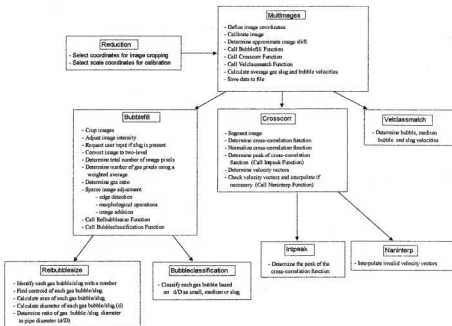 Multimages
- Define image coordinates
- Calibrate image
- Determine approximate image shift
- Call Bubblefill Function
- Call Crosscorr Function
- Call Velclassmatch Function
- Calculate average gas slug and bubble velocities
- Save data to file
Reduction
- Select coordinates for image cropping
- Select scale coordinates for calibration
Bubblefill
- Crop images
- Adjust image intensity
- Request user input if slug is present
- Convert image to two-level
- Determine total number of image pixels
- Determine number of gas pixels using a
weighted average
- Determine gas ratio
- Sparse image adjustment
- edge detection
- morphological operations
- image addition
- Call Relbubblesize Function
- Call Bubbleclassification Function
Crosscorr
- Segment image
- Determine cross-correlation function
- Normalize cross-correlation function
- Determine peak of cross-correlation
function (Call Intpeak Function)
- Determine velocity vectors
- Check velocity vectors and interpolate if
necessary (Call Naninterp Function)
Velclassmatch
- Determine bubble, medium
bubble and slug velocities
Relbubblesize
- Identify each gas bubble/slug with a number
- Find centroid of each gas bubble/slug
- Calculate area of each gas bubble/slug
- Calculate diameter of each gas bubble/slug (d)
- Determine ratio of gas bubble/slug, diameter
to pipe diameter (d/D)
Bubbleclassification
- Classify each gas bubble based
on d/D as small, medium or slug
Intpeak
- Determine the peak of the
cross-correlation function
Naninterp
- Interpolate invalid velocity vectors